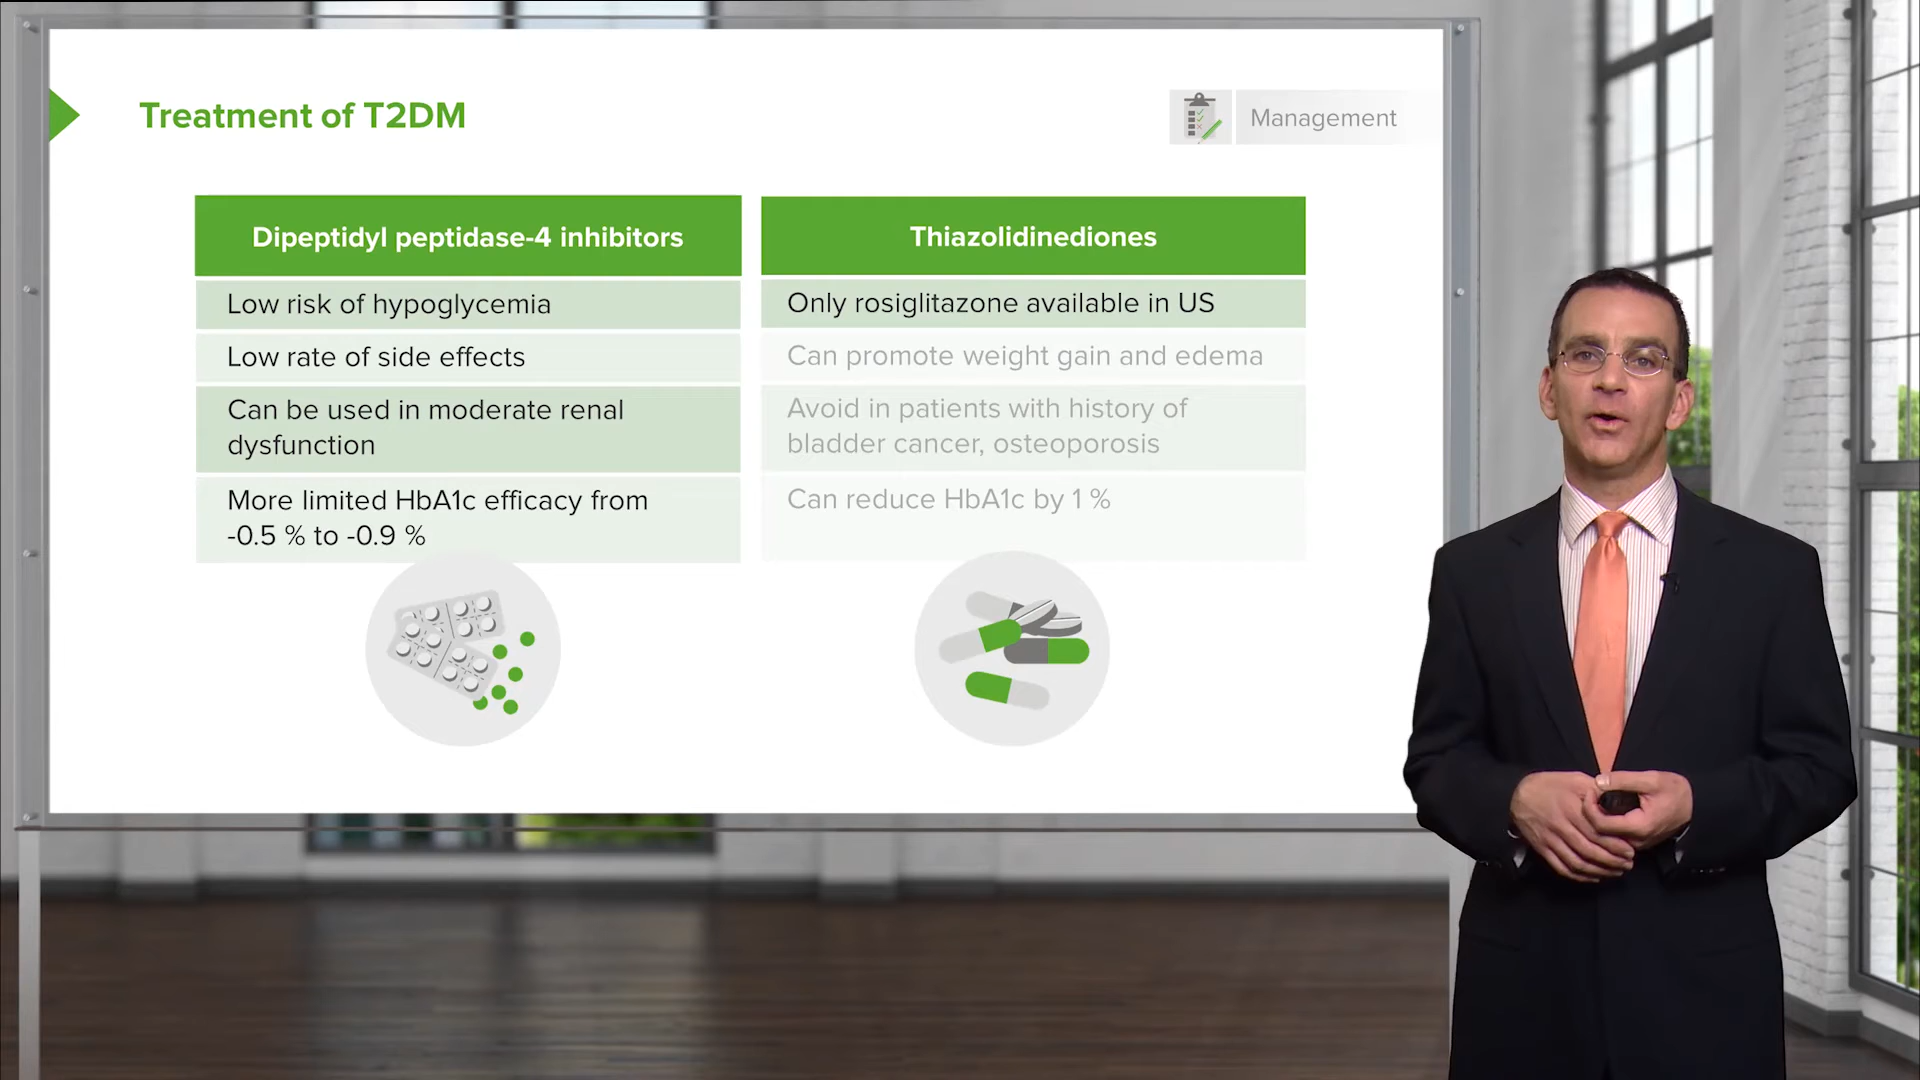 Treatment of T2DM
Management
Dipeptidyl peptidase-4 inhibitors
Low risk of hypoglycemia
Low rate of side effects
Can be used in moderate renal
dysfunction
More limited HbA1c efficacy from
-0.5 % to -0.9 %
Thiazolidinediones
Only rosiglitazone available in US
Can promote weight gain and edema
Avoid in patients with history of
bladder cancer, osteoporosis
Can reduce HbA1c by 1 %